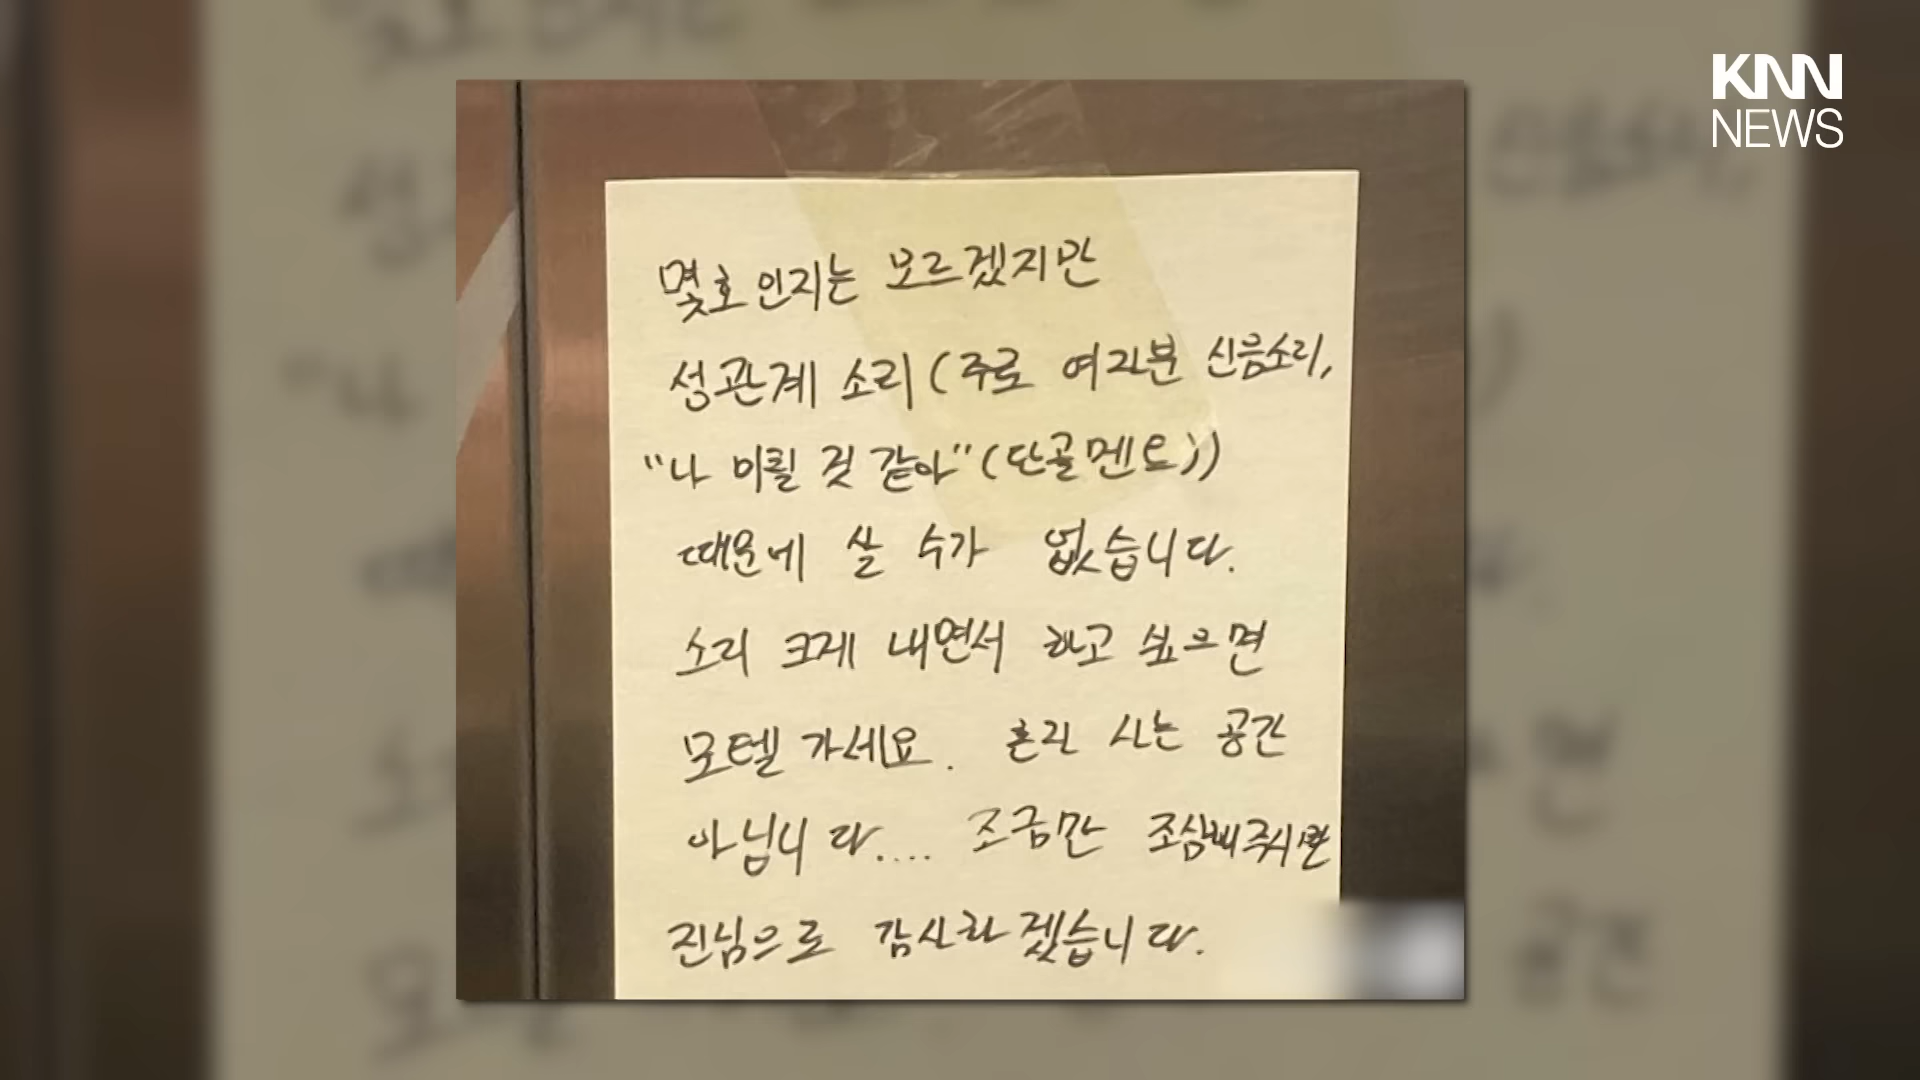 KNN
NEWS
몇호인지는 모르겠지만
성관계 소리 (주로 여자분 신음소리,
"나 미칠 것 같아" (단골멘트))
때문에 살 수가 없습니다.
소리 크게 내면서 하고 싶으면
모텔 가세요. 혼자 사는 공간
아닙니다.... 조금만 조심해주시면
진심으로 감사하겠습니다.